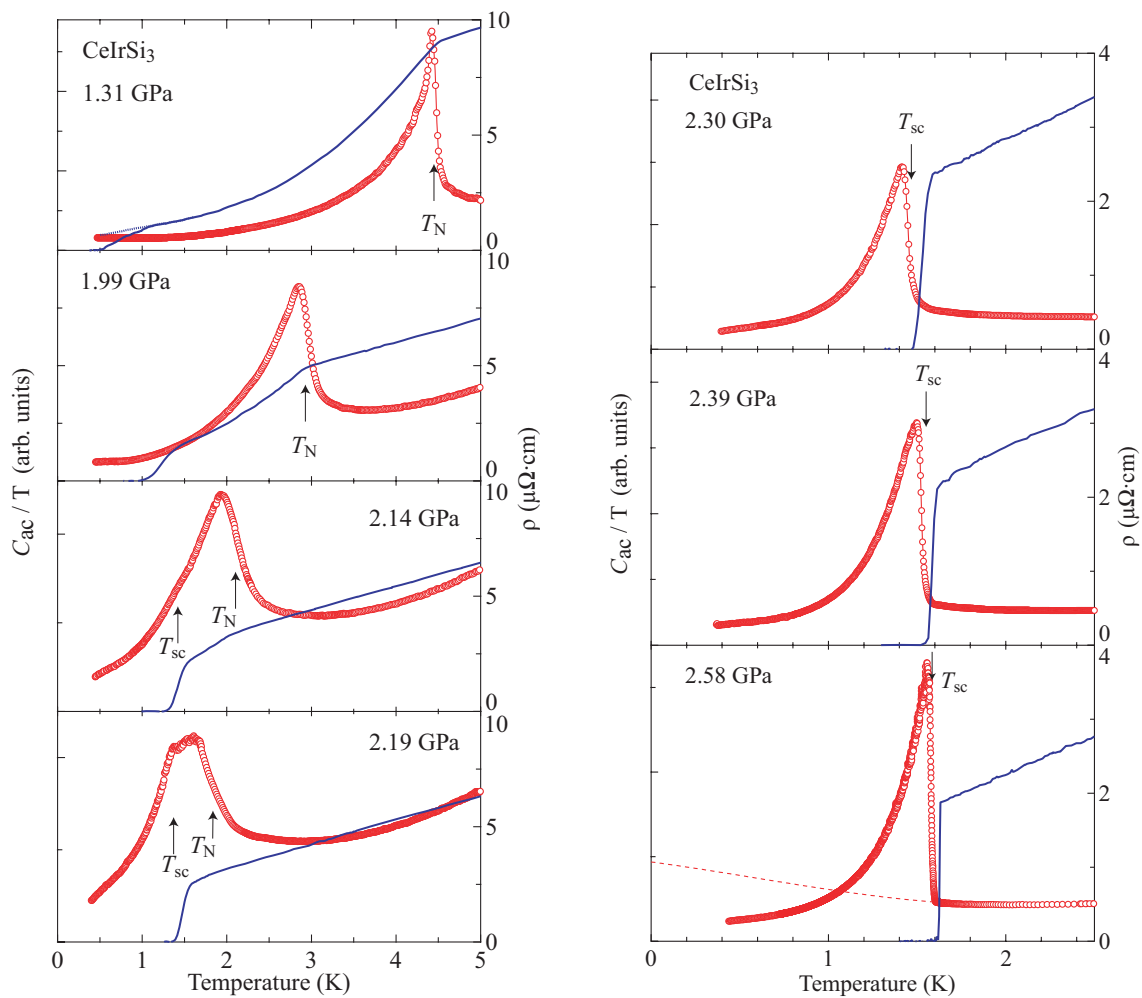 CeIrSi3
1.31 GPa
TN
10
5
0
1.99 GPa
TN
10
5
0
2.14 GPa
Tsc
TN
10
5
0
2.19 GPa
Tsc
TN
10
5
0
Cac / T (arb. units)
ρ (μΩ·cm)
0 1 2 3 4 5
Temperature (K)
CeIrSi3
2.30 GPa
Tsc
4
2
0
2.39 GPa
Tsc
4
2
0
2.58 GPa
Tsc
4
2
0
Cac / T (arb. units)
ρ (μΩ·cm)
0 1 2
Temperature (K)